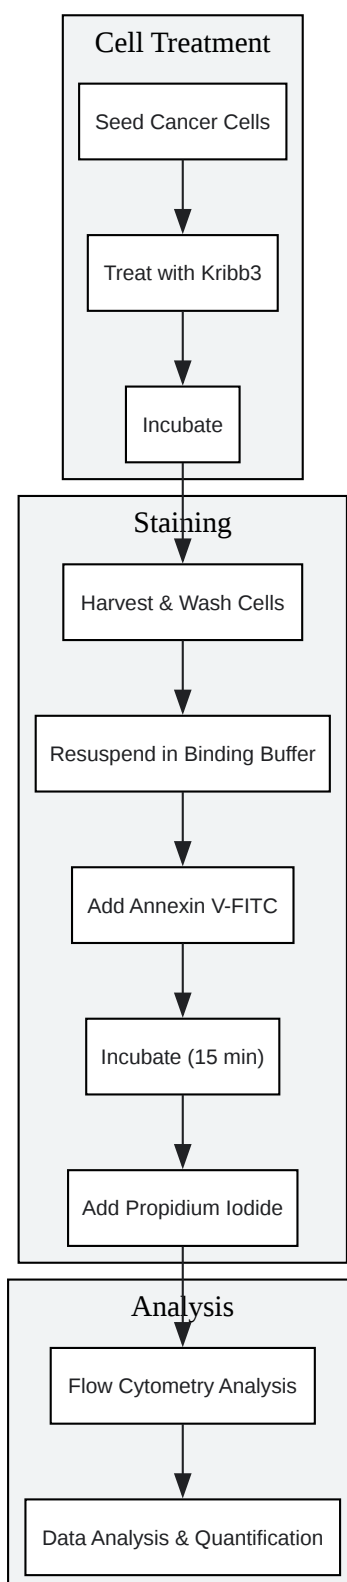 Cell Treatment
Seed Cancer Cells
Treat with Kribb3
Incubate
Staining
Harvest & Wash Cells
Resuspend in Binding Buffer
Add Annexin V-FITC
Incubate (15 min)
Add Propidium Iodide
Analysis
Flow Cytometry Analysis
Data Analysis & Quantification